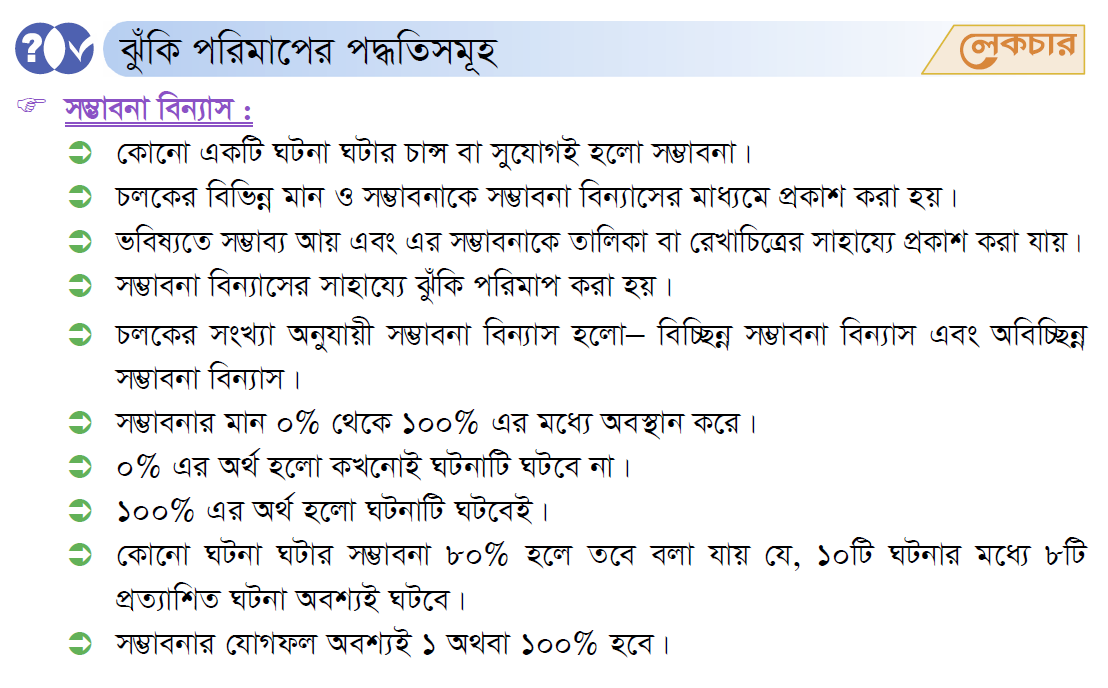 ঝুঁকি পরিমাপের পদ্ধতিসমূহ
লেকচার
সম্ভাবনা বিন্যাস :
কোনো একটি ঘটনা ঘটার চান্স বা সুযোগই হলো সম্ভাবনা।
চলকের বিভিন্ন মান ও সম্ভাবনাকে সম্ভাবনা বিন্যাসের মাধ্যমে প্রকাশ করা হয়।
ভবিষ্যতে সম্ভাব্য আয় এবং এর সম্ভাবনাকে তালিকা বা রেখাচিত্রের সাহায্যে প্রকাশ করা যায়।
সম্ভাবনা বিন্যাসের সাহায্যে ঝুঁকি পরিমাপ করা হয়।
চলকের সংখ্যা অনুযায়ী সম্ভাবনা বিন্যাস হলো– বিচ্ছিন্ন সম্ভাবনা বিন্যাস এবং অবিচ্ছিন্ন
সম্ভাবনা বিন্যাস।
সম্ভাবনার মান ০% থেকে ১০০% এর মধ্যে অবস্থান করে।
০% এর অর্থ হলো কখনোই ঘটনাটি ঘটবে না।
১০০% এর অর্থ হলো ঘটনাটি ঘটবেই।
কোনো ঘটনা ঘটার সম্ভাবনা ৮০% হলে তবে বলা যায় যে, ১০টি ঘটনার মধ্যে ৮টি
প্রত্যাশিত ঘটনা অবশ্যই ঘটবে।
সম্ভাবনার যোগফল অবশ্যই ১ অথবা ১০০% হবে।